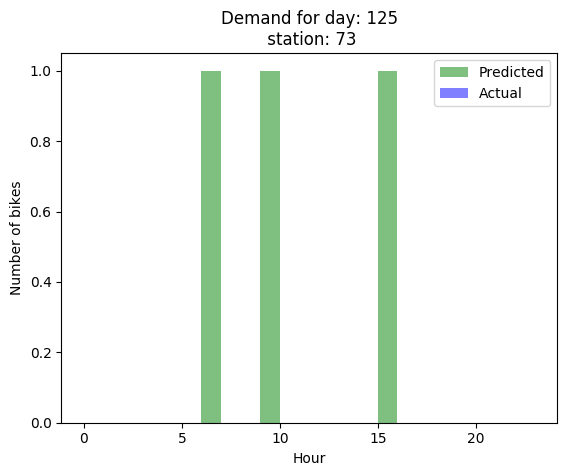 Demand for day: 125
station: 73
Predicted
Actual
1.0
0.8
0.6
0.4
0.2
0.0
Number of bikes
0
5
10
15
20
Hour